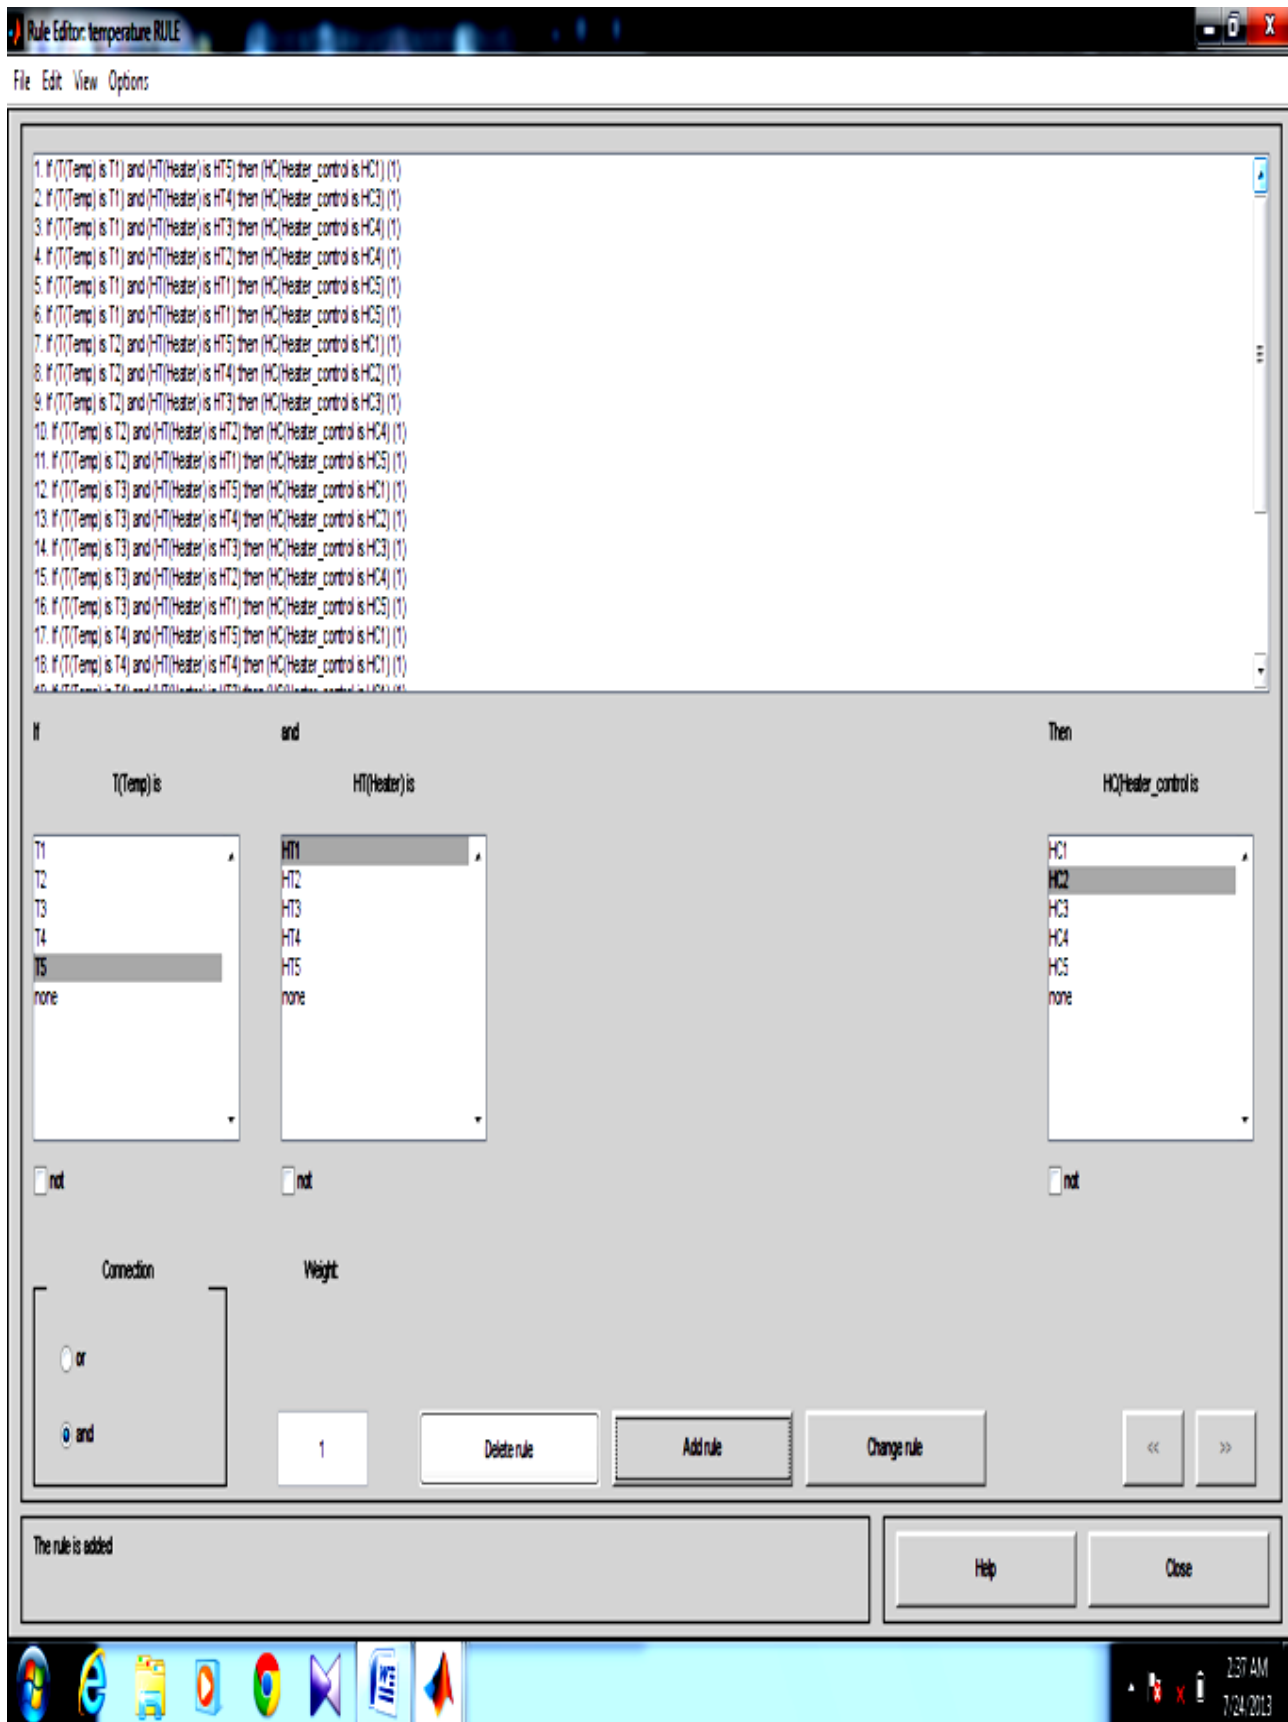 Rule Editor: temperature RULE
File Edit View Options
1. If (T(Temp) is T1) and (HT(Heater) is HT5) then (HC(Heater_control is HC1) (1)
2. If (T(Temp) is T1) and (HT(Heater) is HT4) then (HC(Heater_control is HC3) (1)
3. If (T(Temp) is T1) and (HT(Heater) is HT3) then (HC(Heater_control is HC4) (1)
4. If (T(Temp) is T1) and (HT(Heater) is HT2) then (HC(Heater_control is HC4) (1)
5. If (T(Temp) is T1) and (HT(Heater) is HT1) then (HC(Heater_control is HC5) (1)
6. If (T(Temp) is T1) and (HT(Heater) is HT1) then (HC(Heater_control is HC5) (1)
7. If (T(Temp) is T2) and (HT(Heater) is HT5) then (HC(Heater_control is HC1) (1)
8. If (T(Temp) is T2) and (HT(Heater) is HT4) then (HC(Heater_control is HC2) (1)
9. If (T(Temp) is T2) and (HT(Heater) is HT3) then (HC(Heater_control is HC3) (1)
10. If (T(Temp) is T2) and (HT(Heater) is HT2) then (HC(Heater_control is HC4) (1)
11. If (T(Temp) is T2) and (HT(Heater) is HT1) then (HC(Heater_control is HC5) (1)
12. If (T(Temp) is T3) and (HT(Heater) is HT5) then (HC(Heater_control is HC1) (1)
13. If (T(Temp) is T3) and (HT(Heater) is HT4) then (HC(Heater_control is HC2) (1)
14. If (T(Temp) is T3) and (HT(Heater) is HT3) then (HC(Heater_control is HC3) (1)
15. If (T(Temp) is T3) and (HT(Heater) is HT2) then (HC(Heater_control is HC4) (1)
16. If (T(Temp) is T3) and (HT(Heater) is HT1) then (HC(Heater_control is HC5) (1)
17. If (T(Temp) is T4) and (HT(Heater) is HT5) then (HC(Heater_control is HC1) (1)
18. If (T(Temp) is T4) and (HT(Heater) is HT4) then (HC(Heater_control is HC1) (1)
If and Then
T(Temp) is HT(Heater) is HC(Heater_control is
T1 HT1 HC1
T2 HT2 HC2
T3 HT3 HC3
T4 HT4 HC4
T5 HT5 HC5
none none none
not not not
Connection Weight:
or
and 1 Delete rule Add rule Change rule << >>
The rule is added Help Close
2:37 AM
7/24/2013